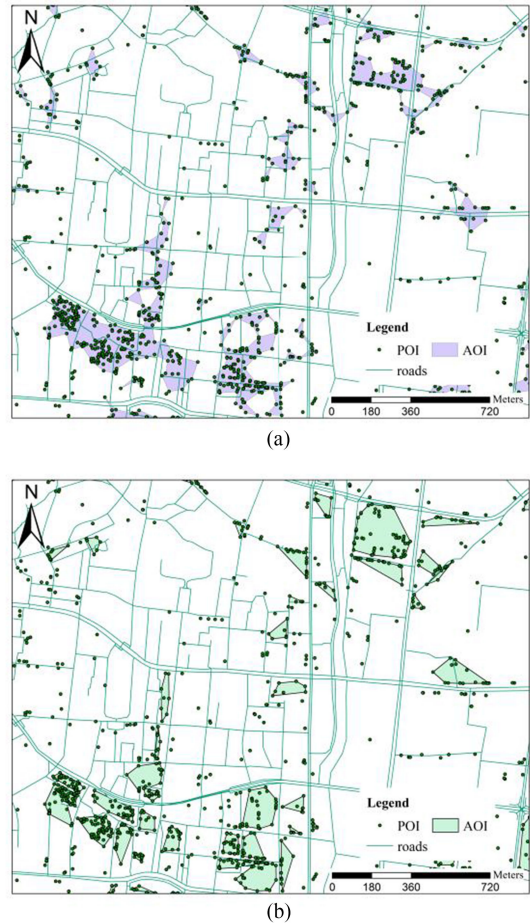 N
Legend
POI AOI
roads
Meters
0 180 360 720
(a)
N
Legend
POI AOI
roads
Meters
0 180 360 720
(b)